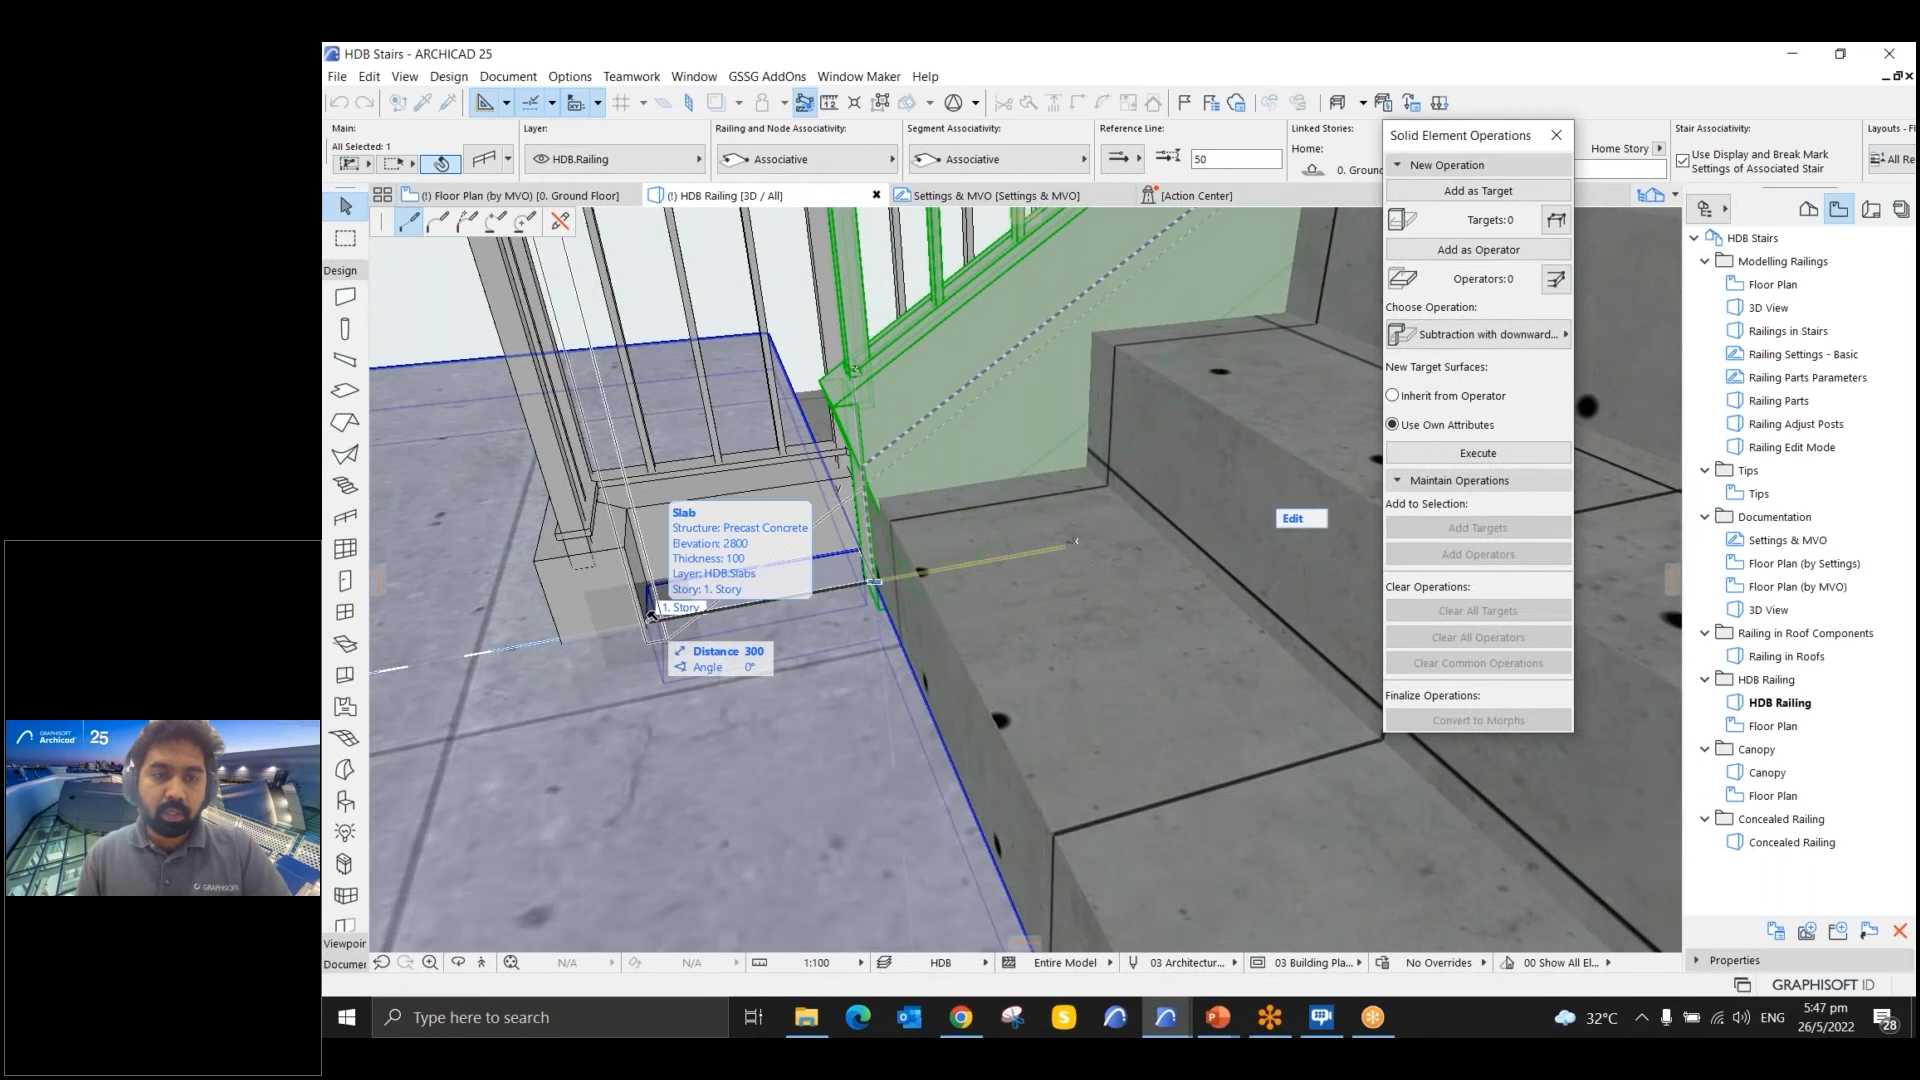 HDB Stairs - ARCHICAD 25
File Edit View Design Document Options Teamwork Window GSSG AddOns Window Maker Help
Main:
All Selected: 1
Layer:
HDB.Railing
Railing and Node Associativity:
Associative
Segment Associativity:
Associative
Reference Line:
50
Linked Stories:
Home:
0. Ground
Home Story
Stair Associativity:
Use Display and Break Mark
Settings of Associated Stair
Layouts - Fl
All Re
(!) Floor Plan (by MVO) [0. Ground Floor]
(!) HDB Railing [3D / All]
Settings & MVO [Settings & MVO]
[Action Center]
Design
Viewpoir
Documer
Slab
Structure: Precast Concrete
Elevation: 2800
Thickness: 100
Layer: HDB.Slabs
Story: 1. Story
1. Story
Distance 300
Angle 0°
Z
x
Edit
Solid Element Operations
New Operation
Add as Target
Targets:0
Add as Operator
Operators:0
Choose Operation:
Subtraction with downward...
New Target Surfaces:
Inherit from Operator
Use Own Attributes
Execute
Maintain Operations
Add to Selection:
Add Targets
Add Operators
Clear Operations:
Clear All Targets
Clear All Operators
Clear Common Operations
Finalize Operations:
Convert to Morphs
HDB Stairs
Modelling Railings
Floor Plan
3D View
Railings in Stairs
Railing Settings - Basic
Railing Parts Parameters
Railing Parts
Railing Adjust Posts
Railing Edit Mode
Tips
Tips
Documentation
Settings & MVO
Floor Plan (by Settings)
Floor Plan (by MVO)
3D View
Railing in Roof Components
Railing in Roofs
HDB Railing
HDB Railing
Floor Plan
Canopy
Canopy
Floor Plan
Concealed Railing
Concealed Railing
Properties
N/A
N/A
1:100
HDB
Entire Model
03 Architectur...
03 Building Pla...
No Overrides
00 Show All El...
GRAPHISOFT ID
Type here to search
32°C
ENG
5:47 pm
26/5/2022
28
GRAPHISOFT
Archicad
25
GRAPHISOFT